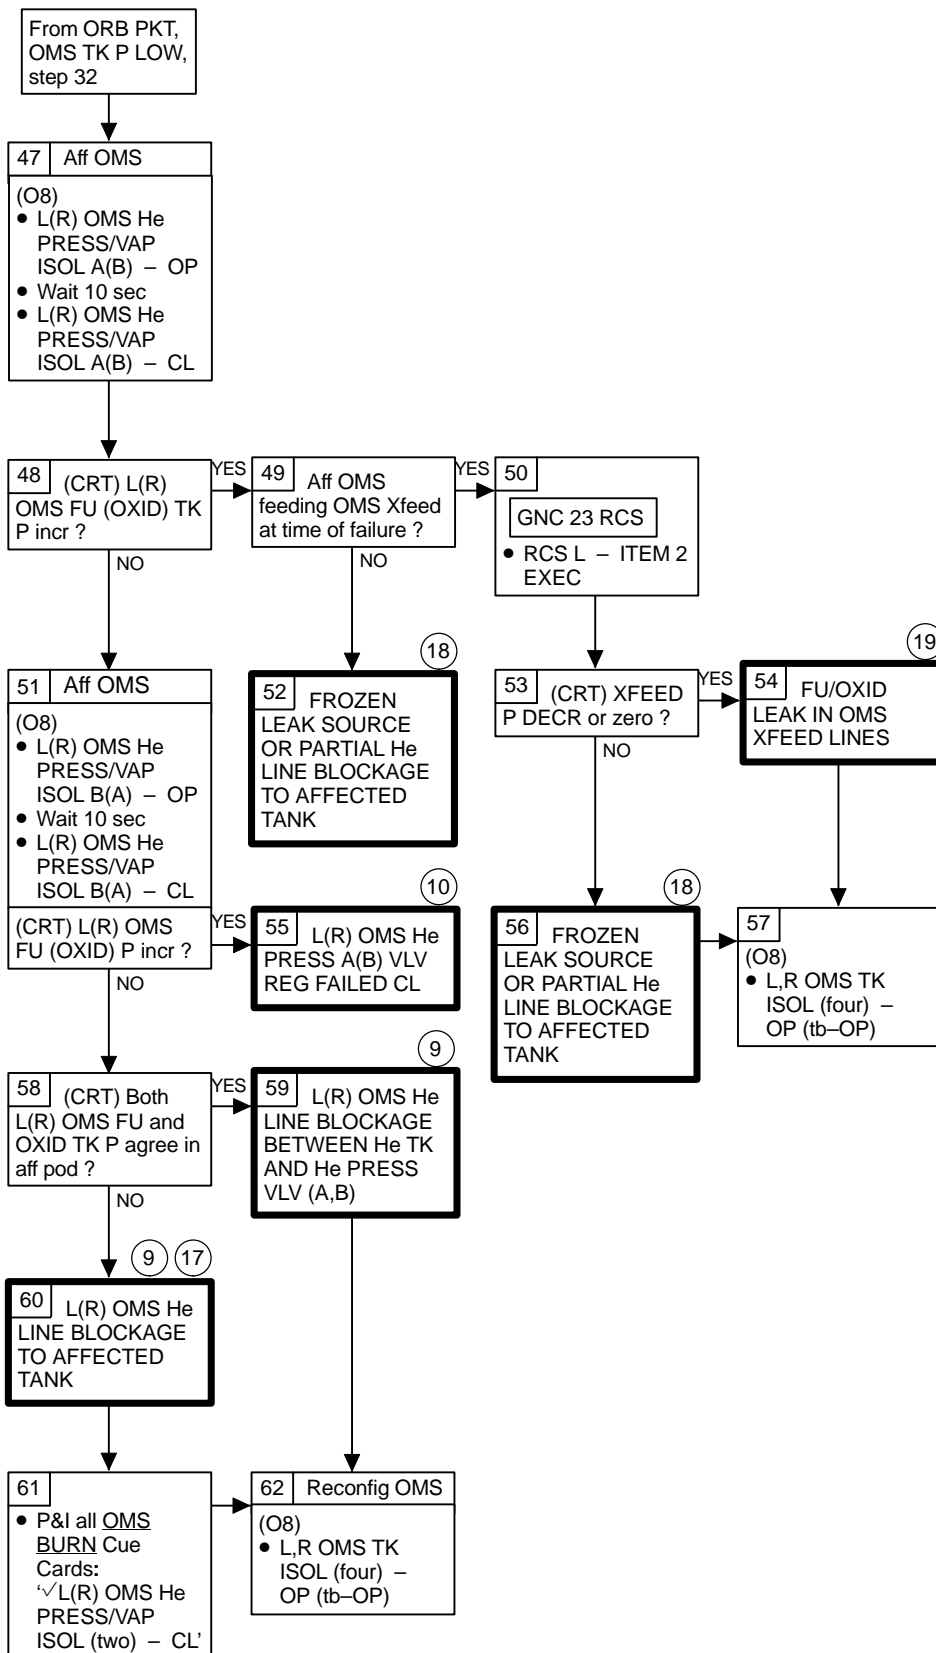 From ORB PKT,
OMS TK P LOW,
step 32
47 Aff OMS
(O8)
• L(R) OMS He
PRESS/VAP
ISOL A(B) – OP
• Wait 10 sec
• L(R) OMS He
PRESS/VAP
ISOL A(B) – CL
48 (CRT) L(R)
OMS FU (OXID) TK
P incr ?
YES
NO
49 Aff OMS
feeding OMS Xfeed
at time of failure ?
YES
NO
50
GNC 23 RCS
• RCS L – ITEM 2
EXEC
51 Aff OMS
(O8)
• L(R) OMS He
PRESS/VAP
ISOL B(A) – OP
• Wait 10 sec
• L(R) OMS He
PRESS/VAP
ISOL B(A) – CL
(CRT) L(R) OMS
FU (OXID) P incr ?
YES
NO
18
52 FROZEN
LEAK SOURCE
OR PARTIAL He
LINE BLOCKAGE
TO AFFECTED
TANK
53 (CRT) XFEED
P DECR or zero ?
YES
NO
19
54 FU/OXID
LEAK IN OMS
XFEED LINES
10
55 L(R) OMS He
PRESS A(B) VLV
REG FAILED CL
18
56 FROZEN
LEAK SOURCE
OR PARTIAL He
LINE BLOCKAGE
TO AFFECTED
TANK
57
(O8)
• L,R OMS TK
ISOL (four) –
OP (tb–OP)
58 (CRT) Both
L(R) OMS FU and
OXID TK P agree in
aff pod ?
YES
NO
9
59 L(R) OMS He
LINE BLOCKAGE
BETWEEN He TK
AND He PRESS
VLV (A,B)
9 17
60 L(R) OMS He
LINE BLOCKAGE
TO AFFECTED
TANK
61
• P&I all OMS
BURN Cue
Cards:
‘√L(R) OMS He
PRESS/VAP
ISOL (two) – CL’
62 Reconfig OMS
(O8)
• L,R OMS TK
ISOL (four) –
OP (tb–OP)